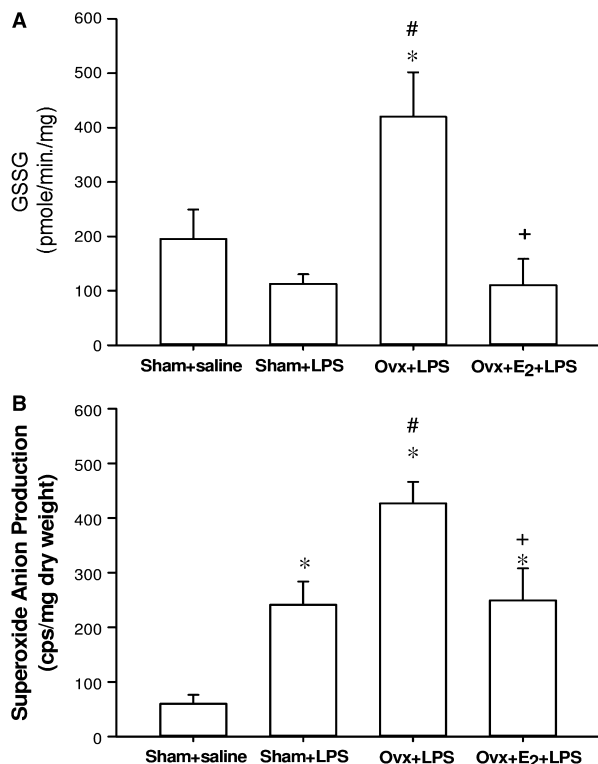 A
600
500
400
300
200
100
0
GSSG
(pmole/min./mg)
#
*
+
Sham+saline Sham+LPS Ovx+LPS Ovx+E2+LPS
B
600
500
400
300
200
100
0
Superoxide Anion Production
(cps/mg dry weight)
#
*
+
*
*
Sham+saline Sham+LPS Ovx+LPS Ovx+E2+LPS